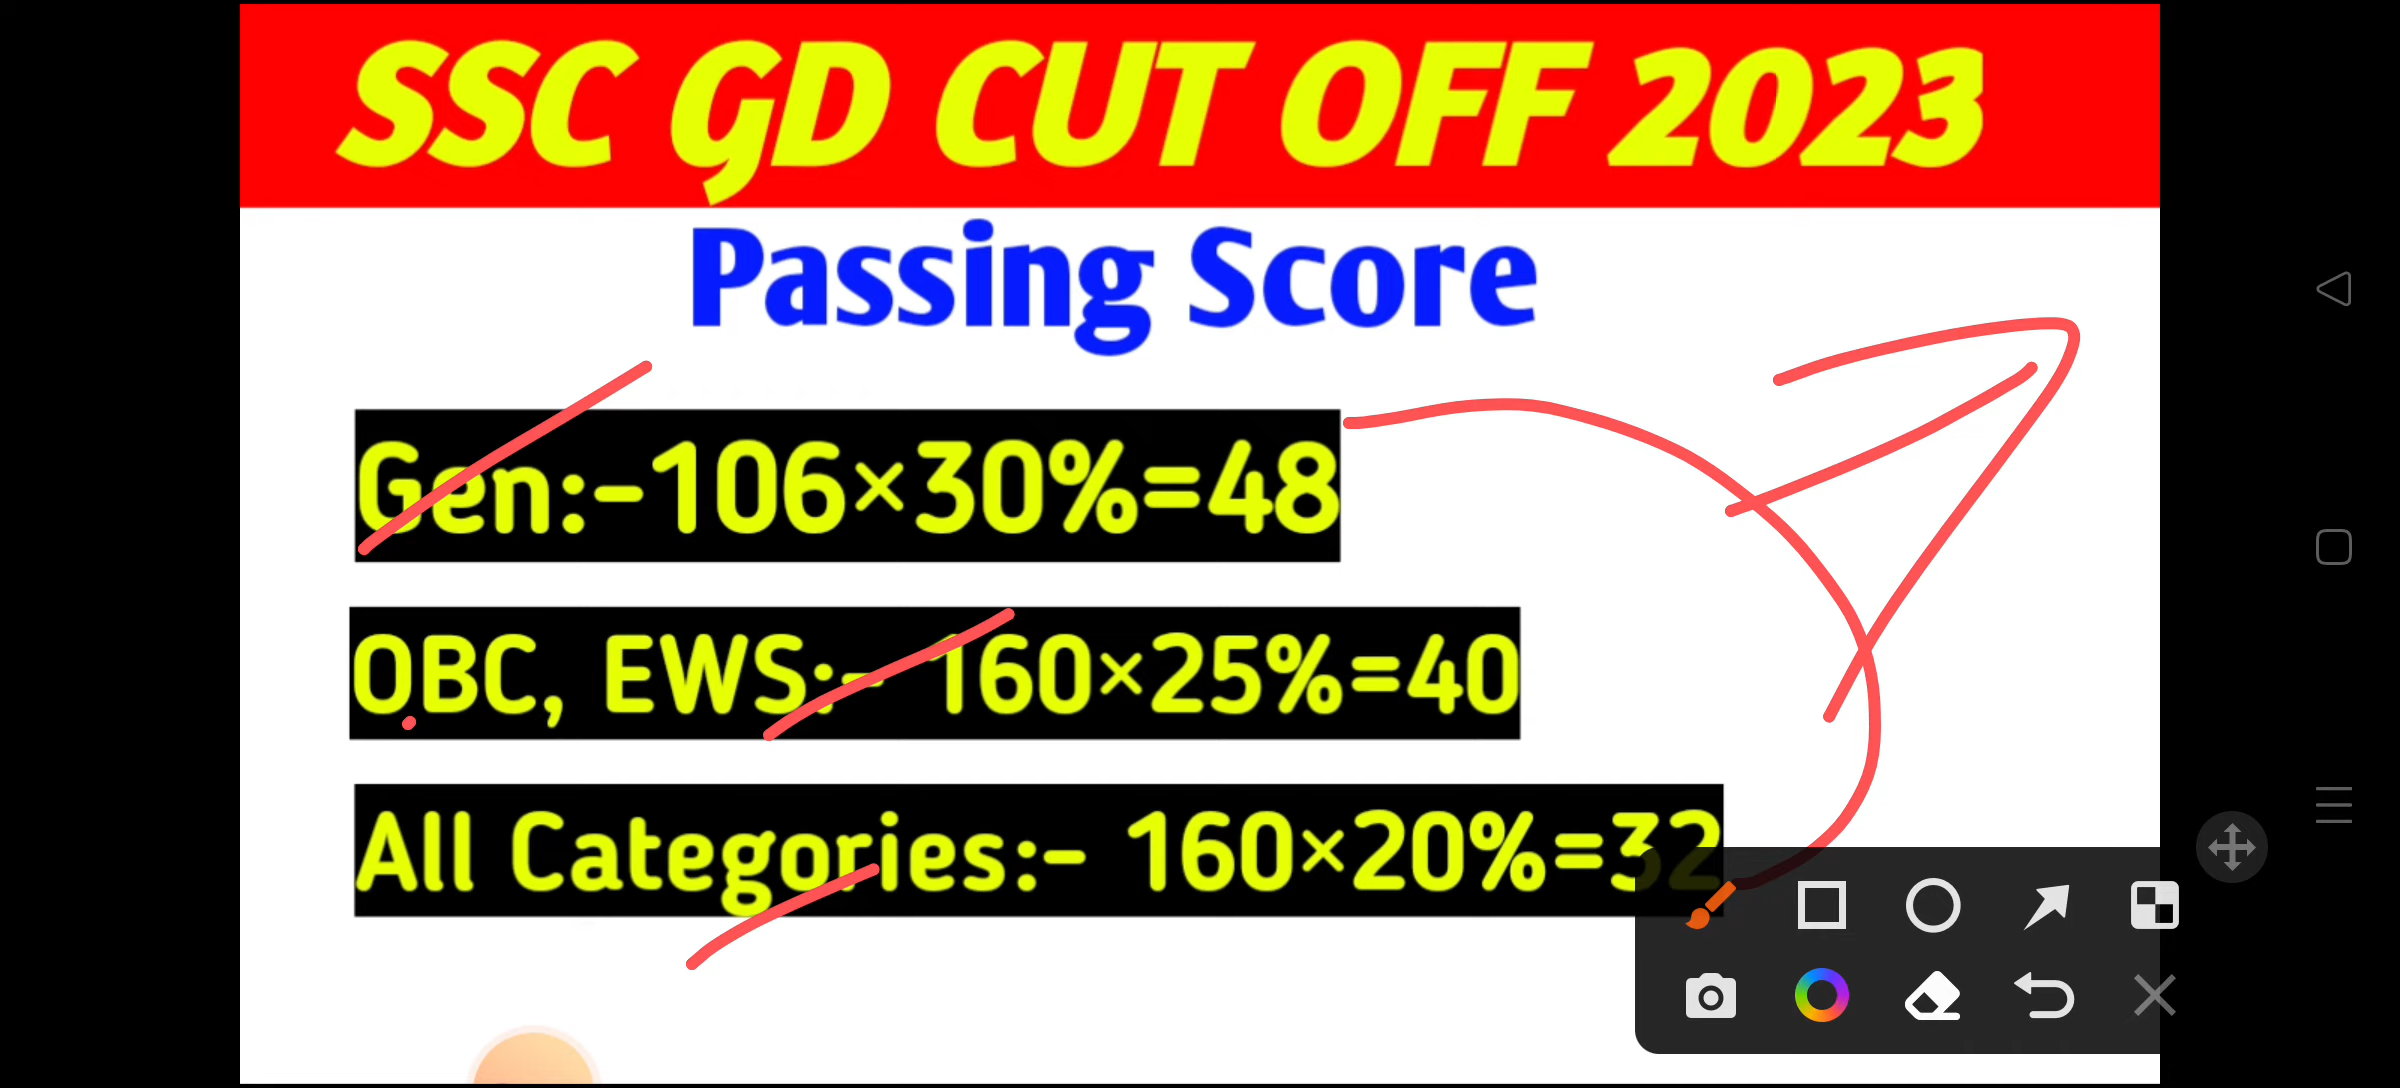 SSC GD CUT OFF 2023
Passing Score
Gen:-106×30%=48
OBC, EWS:- 160×25%=40
All Categories:- 160×20%=32